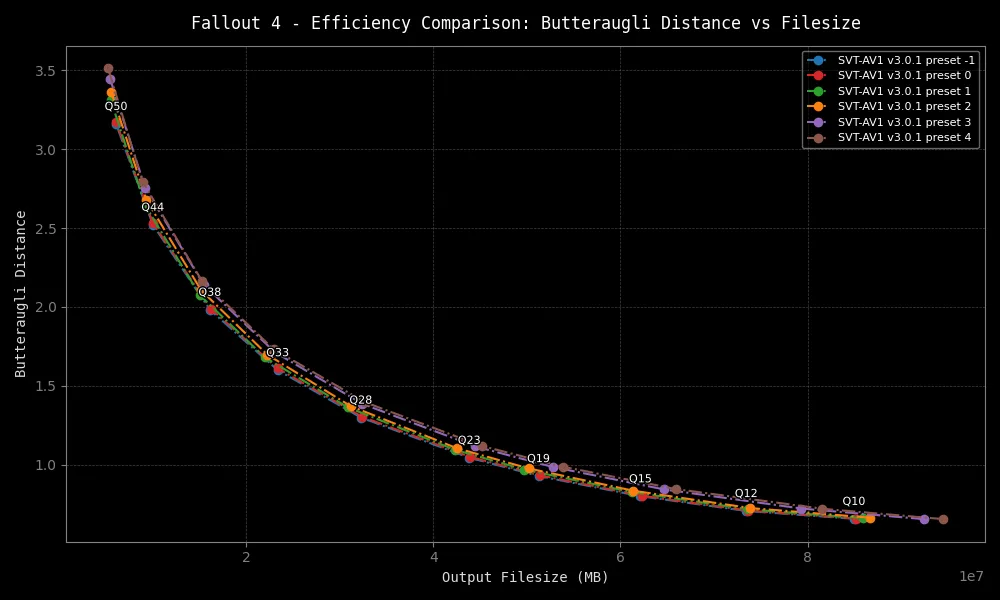 Fallout 4 - Efficiency Comparison: Butteraugli Distance vs Filesize
SVT-AV1 v3.0.1 preset -1
SVT-AV1 v3.0.1 preset 0
SVT-AV1 v3.0.1 preset 1
SVT-AV1 v3.0.1 preset 2
SVT-AV1 v3.0.1 preset 3
SVT-AV1 v3.0.1 preset 4
Butteraugli Distance
3.5
3.0
2.5
2.0
1.5
1.0
Q50
Q44
Q38
Q33
Q28
Q23
Q19
Q15
Q12
Q10
2
4
6
8
1e7
Output Filesize (MB)